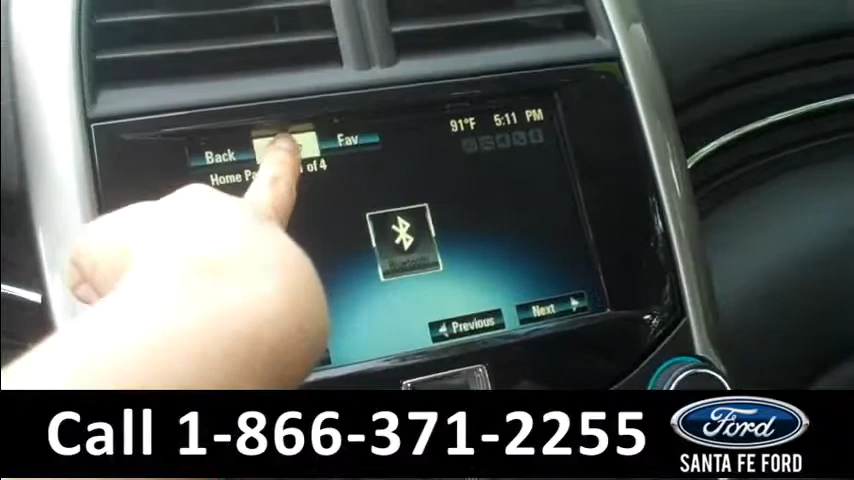 91°F 5:11 PM
Back Fav
Home of 4
Bluetooth
Previous Next
Call 1-866-371-2255
Ford
SANTA FE FORD